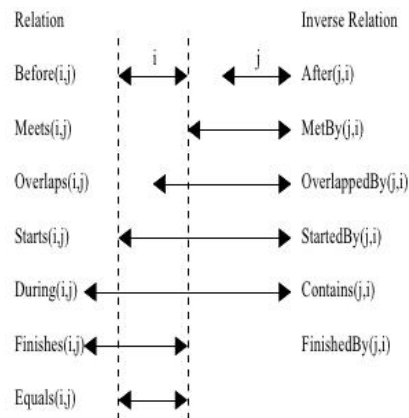 Relation Inverse Relation
Before(i,j) i j After(j,i)
Meets(i,j) MetBy(j,i)
Overlaps(i,j) OverlappedBy(j,i)
Starts(i,j) StartedBy(j,i)
During(i,j) Contains(j,i)
Finishes(i,j) FinishedBy(j,i)
Equals(i,j)